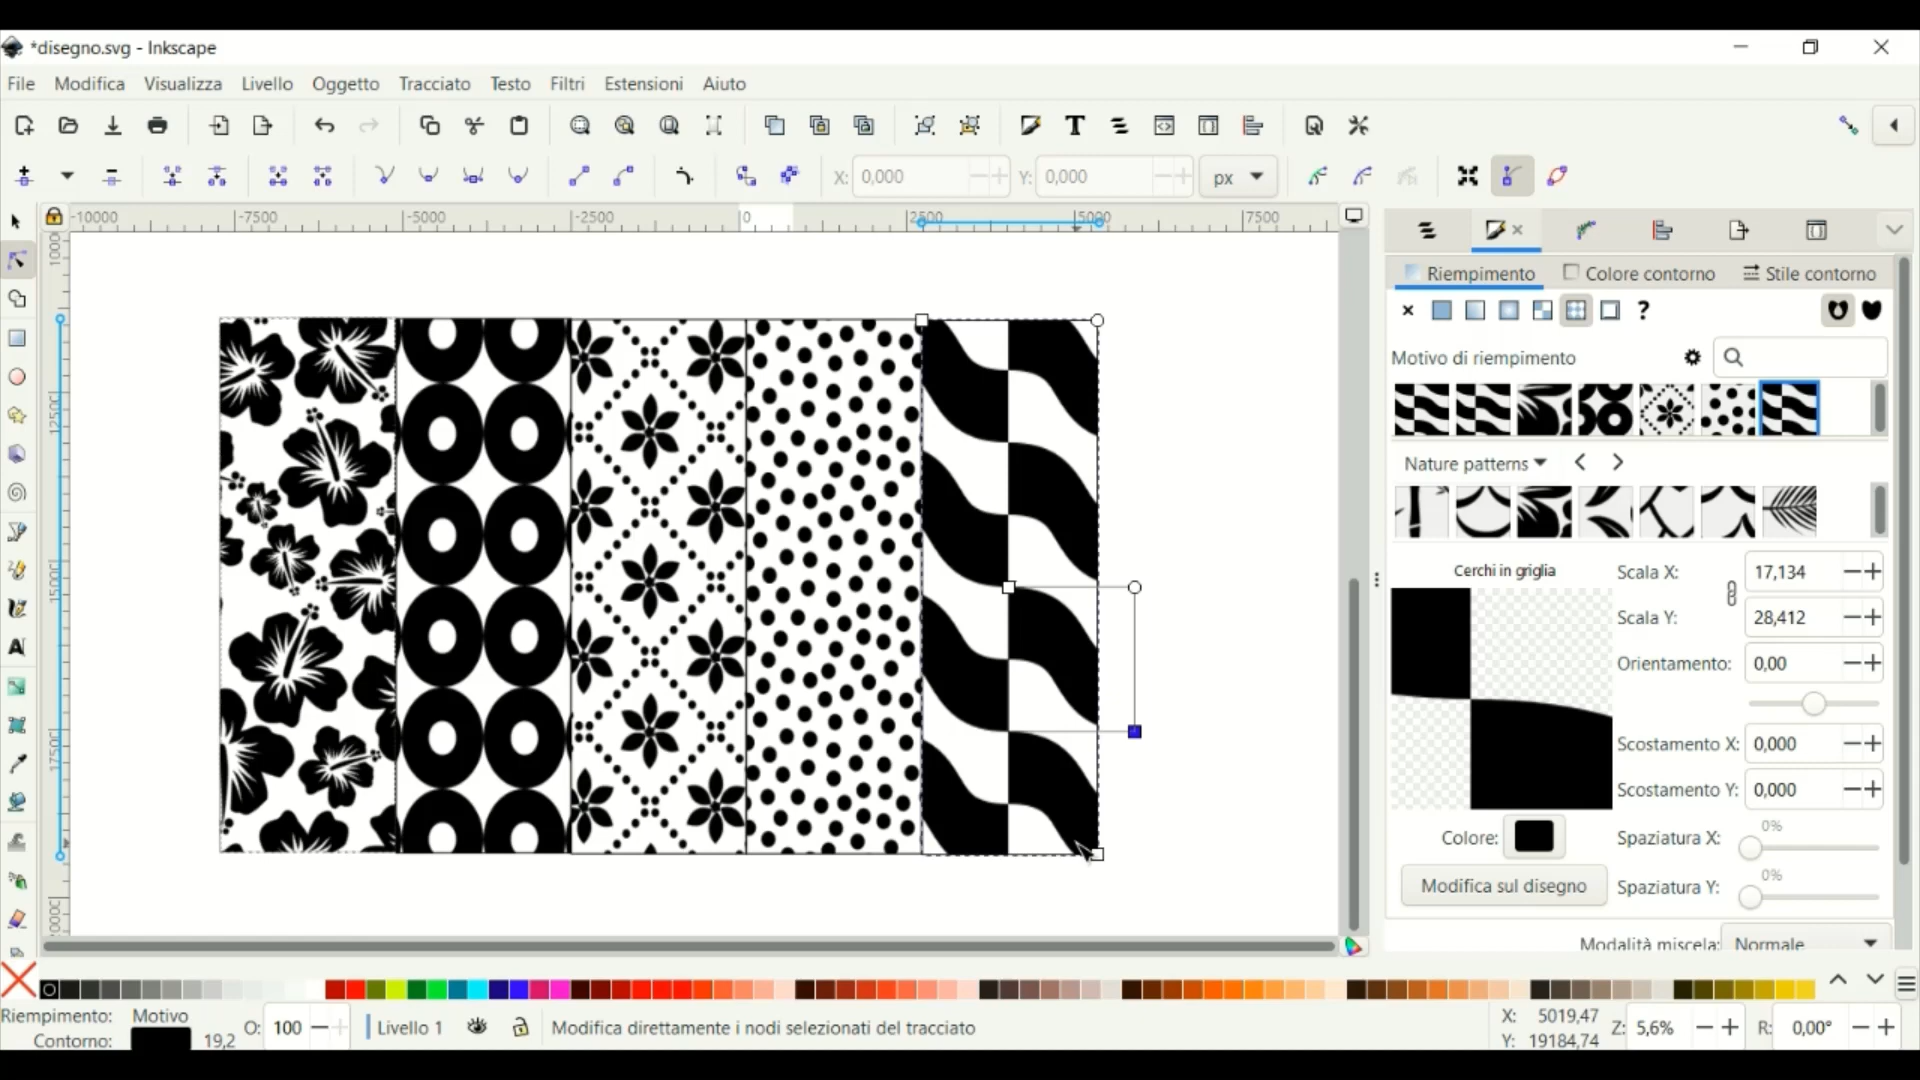 *disegno.svg - Inkscape
File Modifica Visualizza Livello Oggetto Tracciato Testo Filtri Estensioni Aiuto
X: 0,000 Y: 0,000 px
-10000 -7500 -5000 -2500 0 2500 5000 7500
Riempimento Colore contorno Stile contorno
Motivo di riempimento
Nature patterns
Cerchi in griglia
Scala X: 17,134
Scala Y: 28,412
Orientamento: 0,00
Scostamento X: 0,000
Scostamento Y: 0,000
Colore: Spaziatura X: 0%
Modifica sul disegno Spaziatura Y: 0%
Modalità miscela: Normale
Riempimento: Motivo
Contorno: 19,2
O: 100 Livello 1 Modifica direttamente i nodi selezionati del tracciato
X: 5019,47
Y: 19184,74
Z: 5,6% R: 0,00°